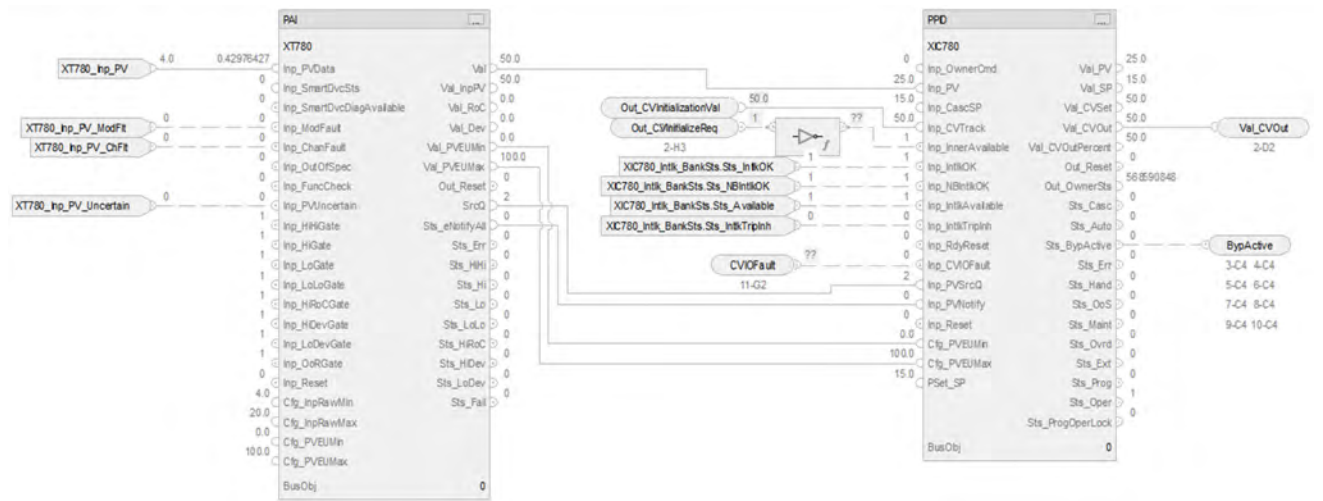 PAI
...
XT780
XT780_Inp_PV
4.0
0.42976427
Inp_PVData
Val
50.0
0
Inp_SmartDvcSts
Val_InpPV
50.0
0
Inp_SmartDvcDiagAvailable
Val_RoC
0.0
XT780_Inp_PV_ModFlt
0
0
Inp_ModFault
Val_Dev
0.0
XT780_Inp_PV_ChFlt
0
0
Inp_ChanFault
Val_PVEUMin
0.0
0
Inp_OutOfSpec
Val_PVEUMax
100.0
0
Inp_FuncCheck
Out_Reset
0
XT780_Inp_PV_Uncertain
0
0
Inp_PVUncertain
SrcQ
2
1
Inp_HiHiGate
Sts_eNotifyAll
0
1
Inp_HiGate
Sts_Err
0
1
Inp_LoGate
Sts_HiHi
0
1
Inp_LoLoGate
Sts_Hi
0
1
Inp_HiRoCGate
Sts_Lo
0
1
Inp_HiDevGate
Sts_LoLo
0
1
Inp_LoDevGate
Sts_HiRoC
0
1
Inp_OoRGate
Sts_HiDev
0
0
Inp_Reset
Sts_LoDev
0
4.0
Cfg_InpRawMin
Sts_Fail
0
20.0
Cfg_InpRawMax
0.0
Cfg_PVEUMin
100.0
Cfg_PVEUMax
BusObj
0
Out_CVInitializationVal
50.0
Out_CVInitializeReq
1
??
2-H3
XIC780_Intlk_BankSts.Sts_IntlkOK
1
XIC780_Intlk_BankSts.Sts_NBIntlkOK
1
XIC780_Intlk_BankSts.Sts_Available
1
XIC780_Intlk_BankSts.Sts_IntlkTripInh
0
CVIOFault
??
11-G2
PPID
...
XIC780
0
Inp_OwnerCmd
Val_PV
25.0
25.0
Inp_PV
Val_SP
15.0
15.0
Inp_CascSP
Val_CVSet
50.0
50.0
Inp_CVTrack
Val_CVOut
50.0
Val_CVOut
2-D2
1
Inp_InnerAvailable
Val_CVOutPercent
50.0
1
Inp_IntlkOK
Out_Reset
0
1
Inp_NBIntlkOK
Out_OwnerSts
568590848
1
Inp_IntlkAvailable
Sts_Casc
0
0
Inp_IntlkTripInh
Sts_Auto
0
0
Inp_RdyReset
Sts_BypActive
0
BypActive
3-C4 4-C4
5-C4 6-C4
7-C4 8-C4
9-C4 10-C4
0
Inp_CVIOFault
Sts_Err
0
2
Inp_PVSrcQ
Sts_Hand
0
0
Inp_PVNotify
Sts_OoS
0
0
Inp_Reset
Sts_Maint
0
0.0
Cfg_PVEUMin
Sts_Ovrd
0
100.0
Cfg_PVEUMax
Sts_Ext
0
15.0
PSet_SP
Sts_Prog
0
Sts_Oper
1
Sts_ProgOperLock
0
BusObj
0